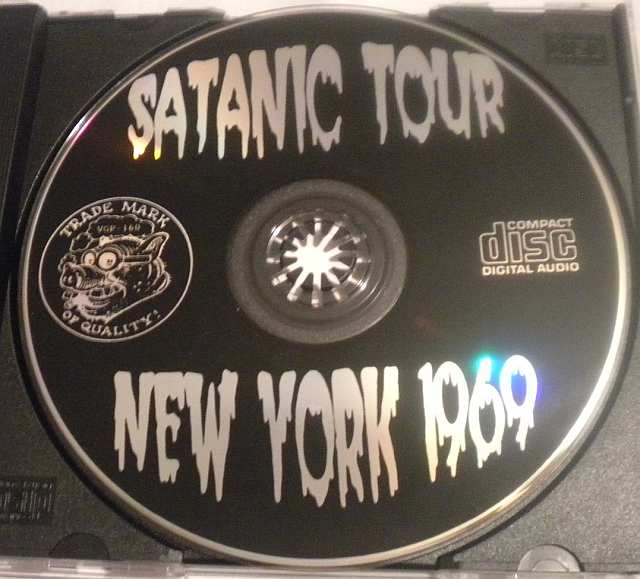 SATANIC TOUR
TRADE MARK
VGP-160
OF QUALITY!
COMPACT
disc
DIGITAL AUDIO
NEW YORK 1969